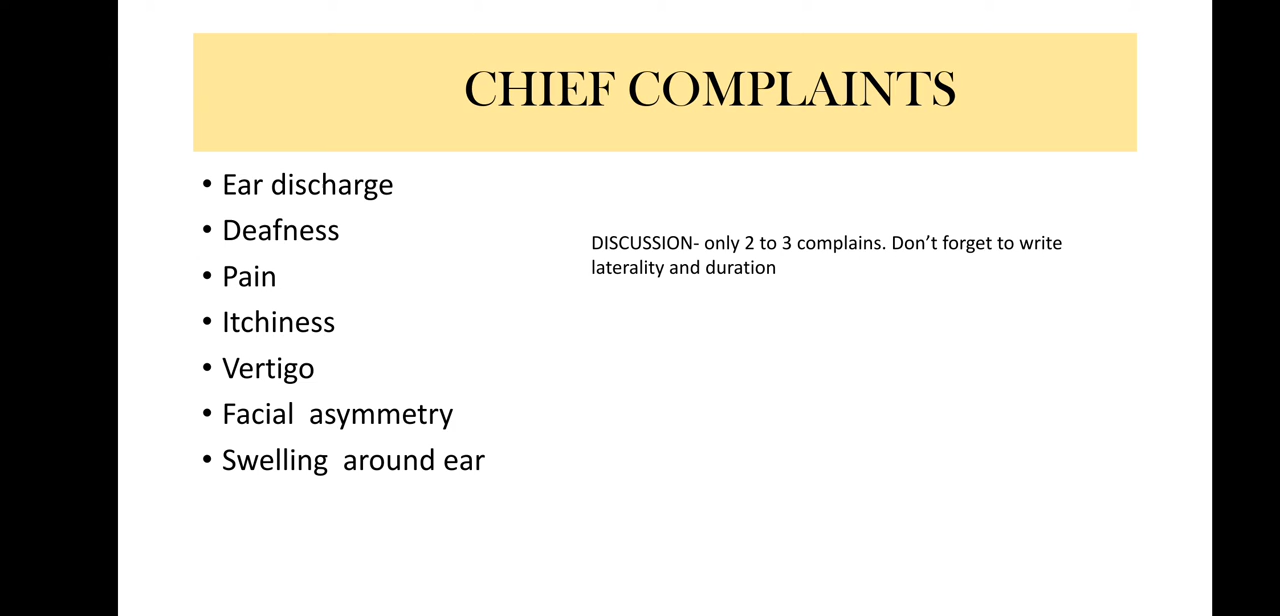 CHIEF COMPLAINTS
• Ear discharge
• Deafness
• Pain
• Itchiness
• Vertigo
• Facial  asymmetry
• Swelling  around ear
DISCUSSION- only 2 to 3 complains. Don’t forget to write
laterality and duration